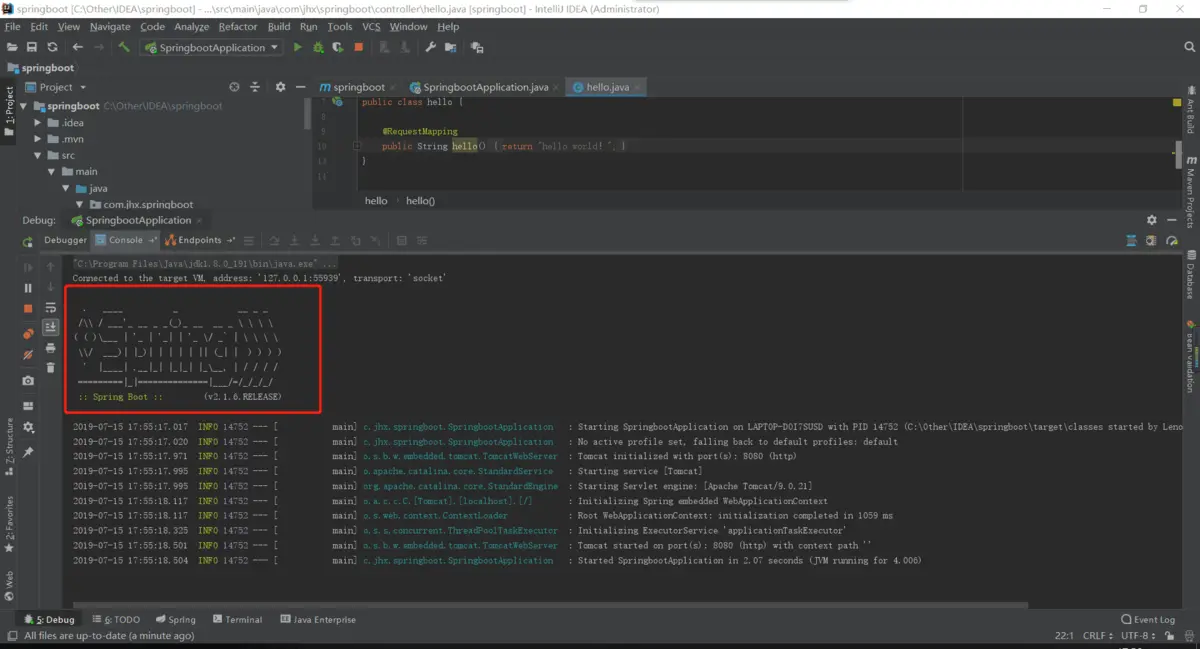 springboot [C:\Other\IDEA\springboot] - ...\src\main\java\com\jhx\springboot\controller\hello.java [springboot] - IntelliJ IDEA (Administrator)
File Edit View Navigate Code Analyze Refactor Build Run Tools VCS Window Help
SpringbootApplication
springboot
1: Project
Project
springboot
SpringbootApplication.java
hello.java
springboot C:\Other\IDEA\springboot
.idea
.mvn
src
main
java
com.jhx.springboot
7 public class hello {
8
9 @RequestMapping
10 public String hello() { return "hello world! "; }
13 }
14
hello hello()
Ant Build
Maven Projects
Database
Bean Validation
Debug: SpringbootApplication
Debugger Console Endpoints
"C:\Program Files\Java\jdk1.8.0_191\bin\java.exe" ...
Connected to the target VM, address: '127.0.0.1:55939', transport: 'socket'
  .   ____          _            __ _ _
 /\\ / ___'_ __ _ _(_)_ __  __ _ \ \ \ \
( ( )\___ | '_ | '_| | '_ \/ _` | \ \ \ \
 \\/  ___)| |_)| | | | | || (_| |  ) ) ) )
  '  |____| .__|_| |_|_| |_\__, | / / / /
 =========|_|==============|___/=/_/_/_/
 :: Spring Boot ::        (v2.1.6.RELEASE)
2019-07-15 17:55:17.017 INFO 14752 --- [ main] c.jhx.springboot.SpringbootApplication : Starting SpringbootApplication on LAPTOP-DOI7SUSD with PID 14752 (C:\Other\IDEA\springboot\target\classes started by Leno
2019-07-15 17:55:17.020 INFO 14752 --- [ main] c.jhx.springboot.SpringbootApplication : No active profile set, falling back to default profiles: default
2019-07-15 17:55:17.971 INFO 14752 --- [ main] o.s.b.w.embedded.tomcat.TomcatWebServer : Tomcat initialized with port(s): 8080 (http)
2019-07-15 17:55:17.995 INFO 14752 --- [ main] o.apache.catalina.core.StandardService : Starting service [Tomcat]
2019-07-15 17:55:17.995 INFO 14752 --- [ main] org.apache.catalina.core.StandardEngine : Starting Servlet engine: [Apache Tomcat/9.0.21]
2019-07-15 17:55:18.117 INFO 14752 --- [ main] o.a.c.c.C.[Tomcat].[localhost].[/] : Initializing Spring embedded WebApplicationContext
2019-07-15 17:55:18.117 INFO 14752 --- [ main] o.s.web.context.ContextLoader : Root WebApplicationContext: initialization completed in 1059 ms
2019-07-15 17:55:18.325 INFO 14752 --- [ main] o.s.s.concurrent.ThreadPoolTaskExecutor : Initializing ExecutorService 'applicationTaskExecutor'
2019-07-15 17:55:18.501 INFO 14752 --- [ main] o.s.b.w.embedded.tomcat.TomcatWebServer : Tomcat started on port(s): 8080 (http) with context path ''
2019-07-15 17:55:18.504 INFO 14752 --- [ main] c.jhx.springboot.SpringbootApplication : Started SpringbootApplication in 2.07 seconds (JVM running for 4.006)
Z: Structure
2: Favorites
Web
5: Debug 6: TODO Spring Terminal Java Enterprise Event Log
All files are up-to-date (a minute ago) 22:1 CRLF UTF-8